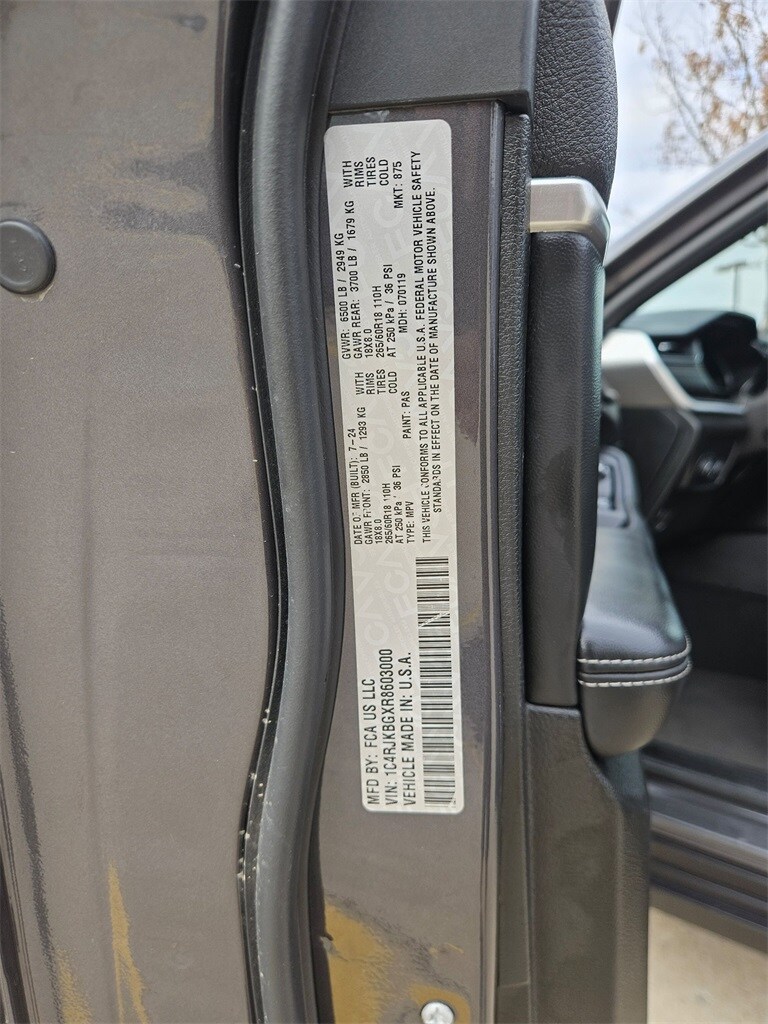 MFD BY: FCA US LLC
VIN: 1C4RJKBGXR8603000
VEHICLE MADE IN: U.S.A.
DATE OF MFR (BUILT): 7-24
GAWR FRONT: 2850 LB / 1293 KG WITH
18X8.0 RIMS
265/60R18 110H TIRES
AT 250 kPa / 36 PSI COLD
TYPE: MPV PAINT: PAS
GVWR: 6500 LB / 2949 KG
GAWR REAR: 3700 LB / 1679 KG WITH
18X8.0 RIMS
265/60R18 110H TIRES
AT 250 kPa / 36 PSI COLD
MDH: 070119 MKT: 875
THIS VEHICLE CONFORMS TO ALL APPLICABLE U.S.A. FEDERAL MOTOR VEHICLE SAFETY
STANDARDS IN EFFECT ON THE DATE OF MANUFACTURE SHOWN ABOVE.